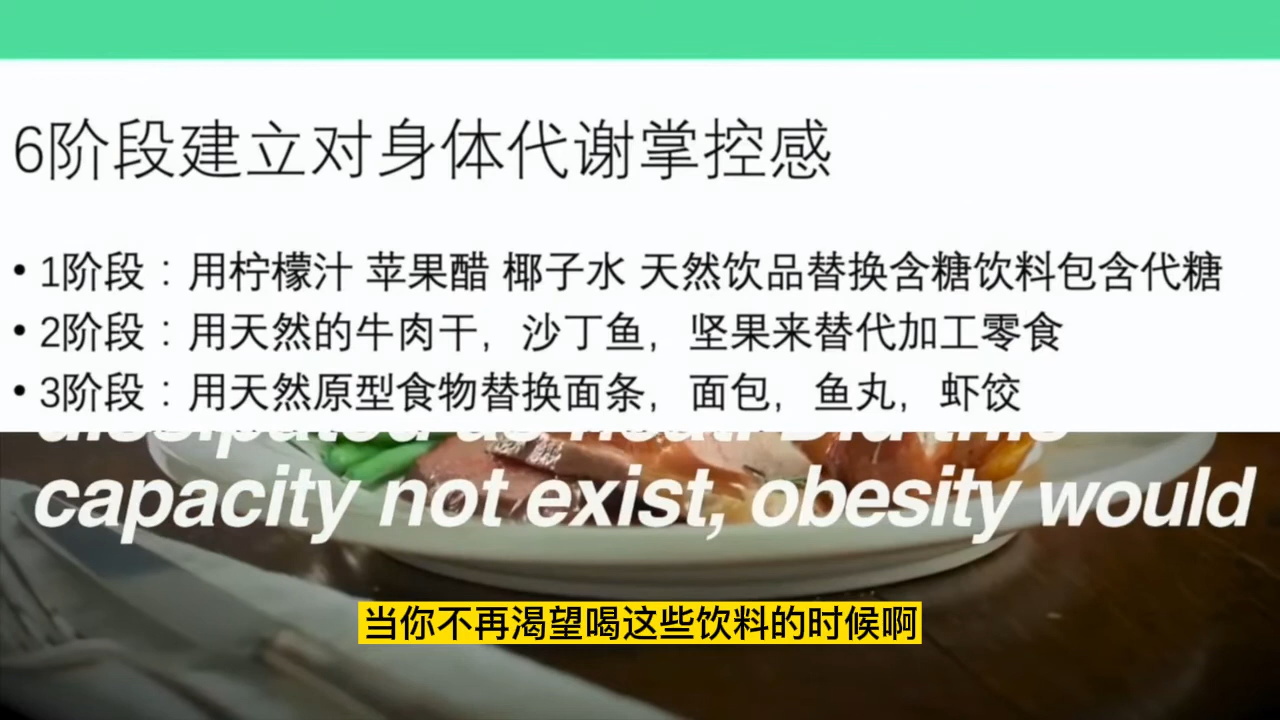 6阶段建立对身体代谢掌控感
• 1阶段：用柠檬汁 苹果醋 椰子水 天然饮品替换含糖饮料包含代糖
• 2阶段：用天然的牛肉干，沙丁鱼，坚果来替代加工零食
• 3阶段：用天然原型食物替换面条，面包，鱼丸，虾饺
dissipated as heat. Did this
capacity not exist, obesity would
当你不再渴望喝这些饮料的时候啊